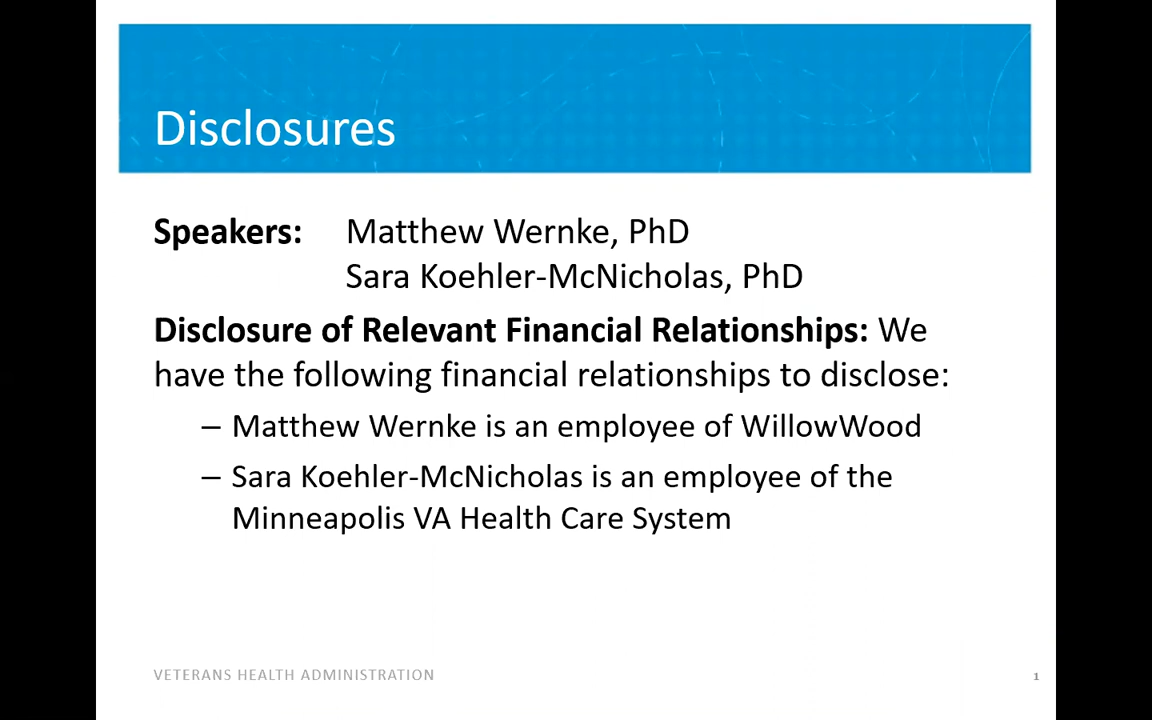 Disclosures
Speakers: Matthew Wernke, PhD
Sara Koehler-McNicholas, PhD
Disclosure of Relevant Financial Relationships: We
have the following financial relationships to disclose:
– Matthew Wernke is an employee of WillowWood
– Sara Koehler-McNicholas is an employee of the
Minneapolis VA Health Care System
VETERANS HEALTH ADMINISTRATION
1